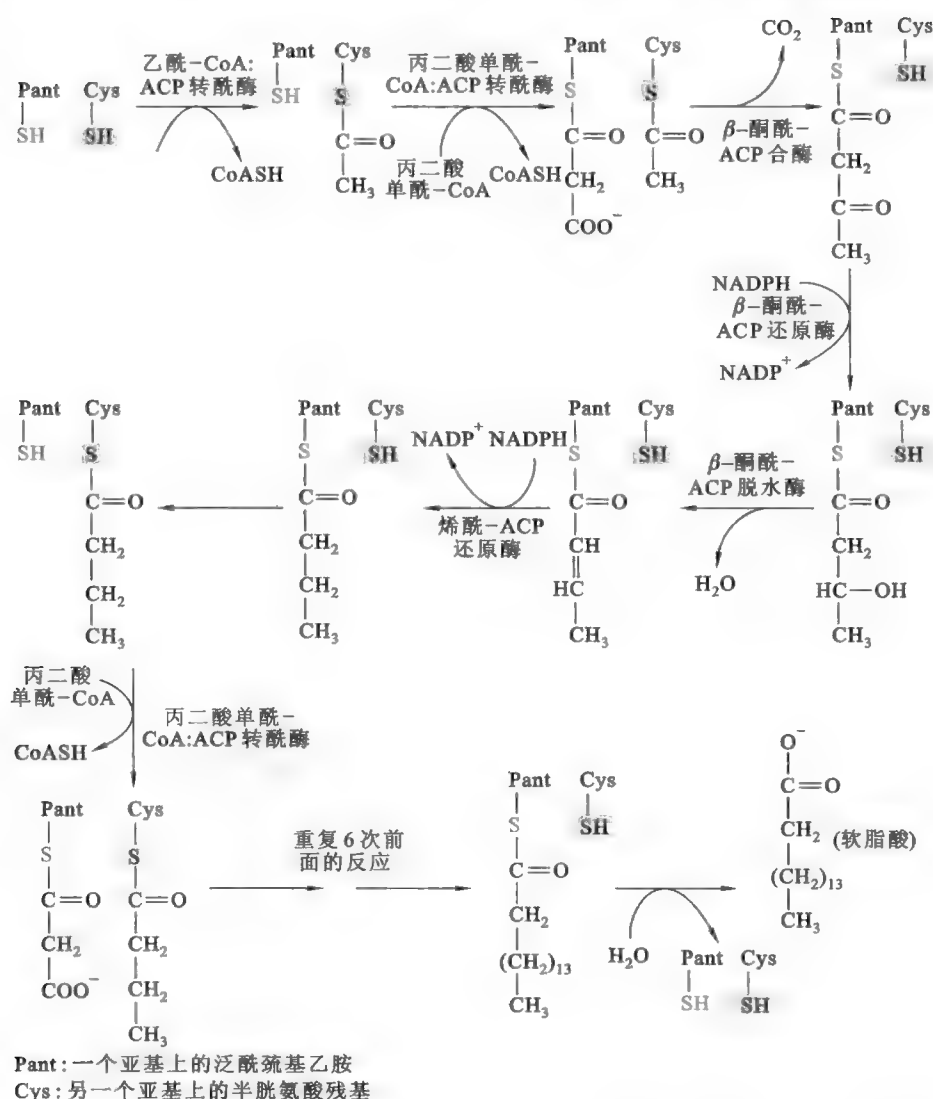 Pant Cys
SH SH
乙酰-CoA:
ACP转酰酶
CoASH
Pant Cys
SH S
C=O
CH₃
丙二酸单酰-
CoA:ACP转酰酶
丙二酸
单酰-CoA
CoASH
Pant Cys
S S
C=O C=O
CH₂ CH₃
COO⁻
CO₂
β-酮酰-
ACP合酶
Pant Cys
S SH
C=O
CH₂
C=O
CH₃
NADPH
β-酮酰-
ACP还原酶
NADP⁺
Pant Cys
S SH
C=O
CH₂
HC-OH
CH₃
β-酮酰-
ACP脱水酶
H₂O
Pant Cys
S SH
C=O
CH
HC
CH₃
NADP⁺ NADPH
烯酰-ACP
还原酶
Pant Cys
S SH
C=O
CH₂
CH₂
CH₃
Pant Cys
SH S
C=O
CH₂
CH₂
CH₃
丙二酸
单酰-CoA
CoASH
丙二酸单酰-
CoA:ACP转酰酶
Pant Cys
S S
C=O C=O
CH₂ CH₂
COO⁻ CH₂
CH₃
重复6次前
面的反应
Pant Cys
S SH
C=O
CH₂
(CH₂)₁₃
CH₃
H₂O
Pant Cys
SH SH
O⁻
C=O
CH₂ (软脂酸)
(CH₂)₁₃
CH₃
Pant:一个亚基上的泛酰巯基乙胺
Cys:另一个亚基上的半胱氨酸残基